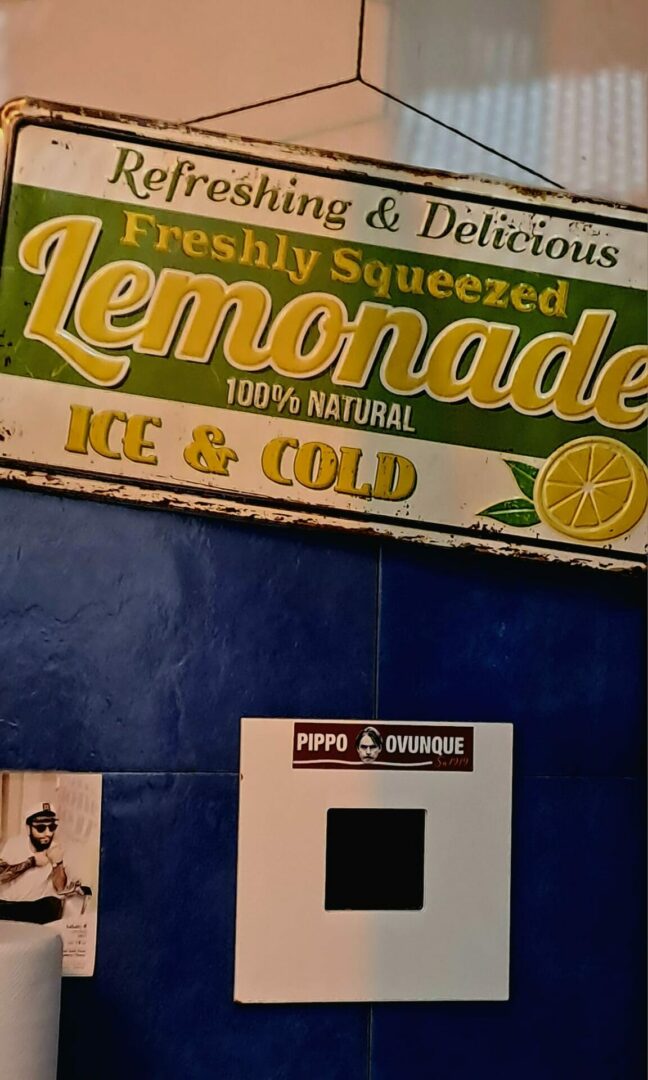 Refreshing & Delicious
Freshly Squeezed
Lemonade
100% NATURAL
ICE & COLD
PIPPO OVUNQUE